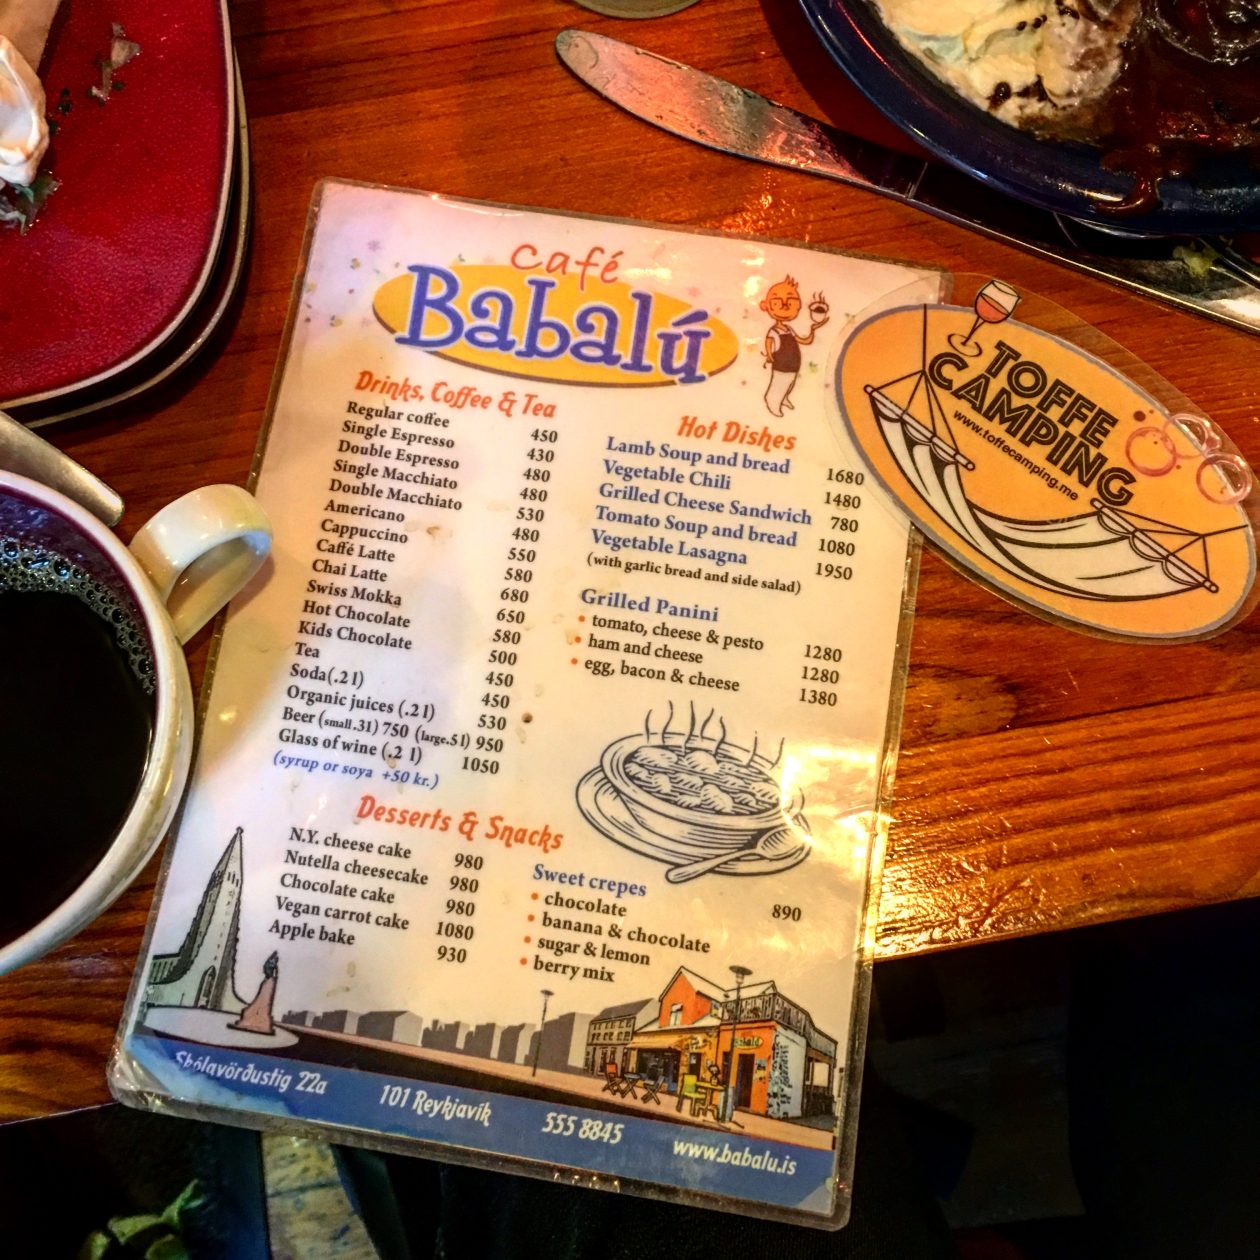 café
Babalú
Drinks, Coffee & Tea
Regular coffee 450
Single Espresso 430
Double Espresso 480
Single Macchiato 480
Double Macchiato 530
Americano 480
Cappuccino 550
Caffé Latte 580
Chai Latte 680
Swiss Mokka 650
Hot Chocolate 580
Kids Chocolate 500
Tea 450
Soda(.2 l) 450
Organic juices (.2 l) 530
Beer (small .3l) 750 (large .5 l) 950
Glass of wine (.2 l) 1050
(syrup or soya +50 kr.)
Hot Dishes
Lamb Soup and bread 1680
Vegetable Chili 1480
Grilled Cheese Sandwich 780
Tomato Soup and bread 1080
Vegetable Lasagna 1950
(with garlic bread and side salad)
Grilled Panini
• tomato, cheese & pesto 1280
• ham and cheese 1280
• egg, bacon & cheese 1380
Desserts & Snacks
N.Y. cheese cake 980
Nutella cheesecake 980
Chocolate cake 980
Vegan carrot cake 1080
Apple bake 930
Sweet crepes 890
• chocolate
• banana & chocolate
• sugar & lemon
• berry mix
Babalú
Skólavörðustig 22a 101 Reykjavík 555 8845 www.babalu.is
TOFFE
CAMPING
www.toffecamping.me